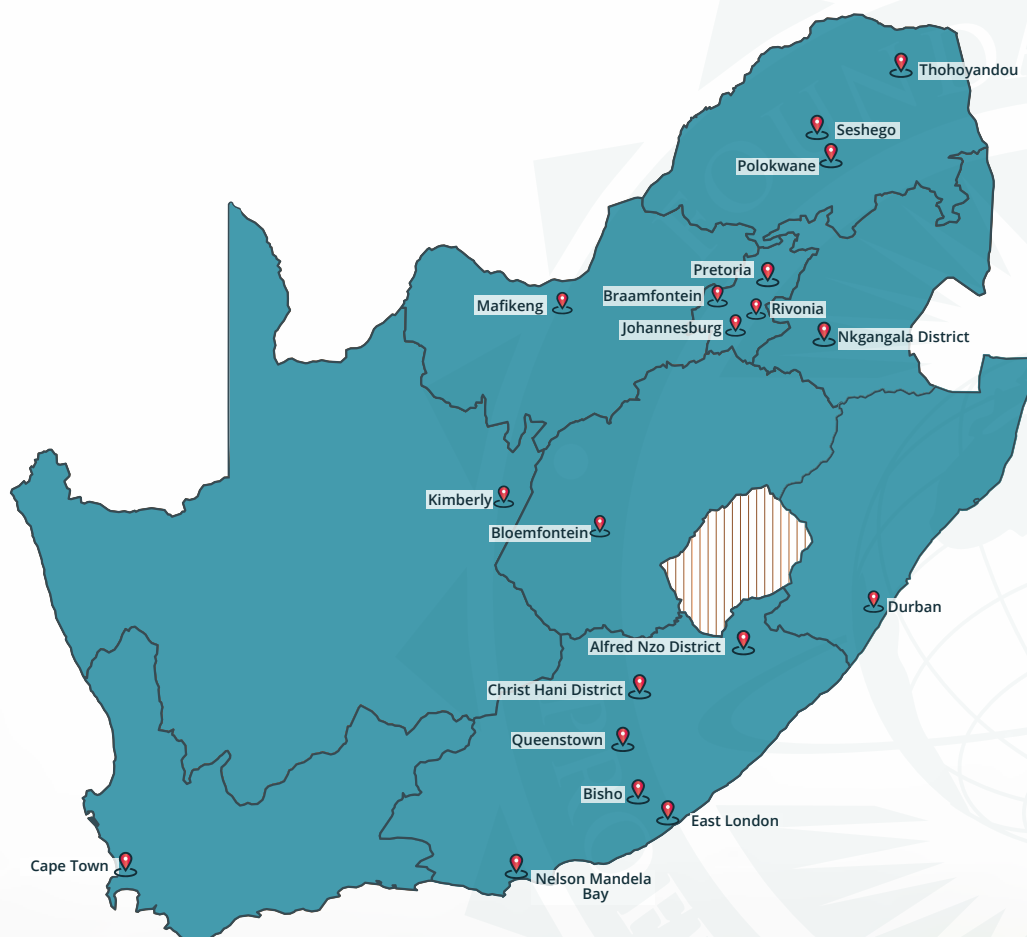 Thohoyandou
Seshego
Polokwane
Pretoria
Braamfontein
Mafikeng
Rivonia
Johannesburg
Nkgangala District
Kimberly
Bloemfontein
Durban
Alfred Nzo District
Christ Hani District
Queenstown
Bisho
East London
Cape Town
Nelson Mandela
Bay